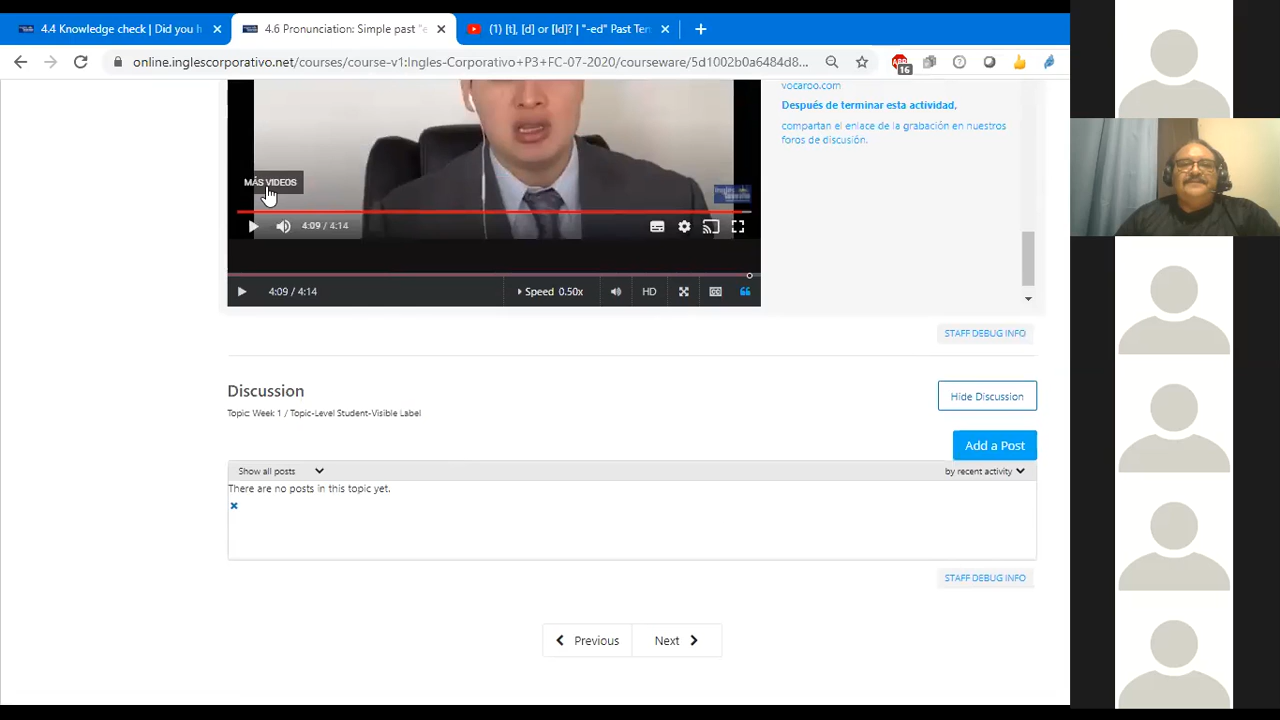 4.4 Knowledge check | Did you h
4.6 Pronunciation: Simple past "e
(1) [t], [d] or [Id]? | "-ed" Past Ten
online.inglescorporativo.net/courses/course-v1:Ingles-Corporativo+P3+FC-07-2020/courseware/5d1002b0a6484d8...
ABP
16
vocaroo.com
Después de terminar esta actividad,
compartan el enlace de la grabación en nuestros
foros de discusión.
MÁS VIDEOS
4:09 / 4:14
4:09 / 4:14
Speed 0.50x
HD
STAFF DEBUG INFO
Discussion
Topic: Week 1 / Topic-Level Student-Visible Label
Hide Discussion
Add a Post
Show all posts
by recent activity
There are no posts in this topic yet.
STAFF DEBUG INFO
Previous
Next